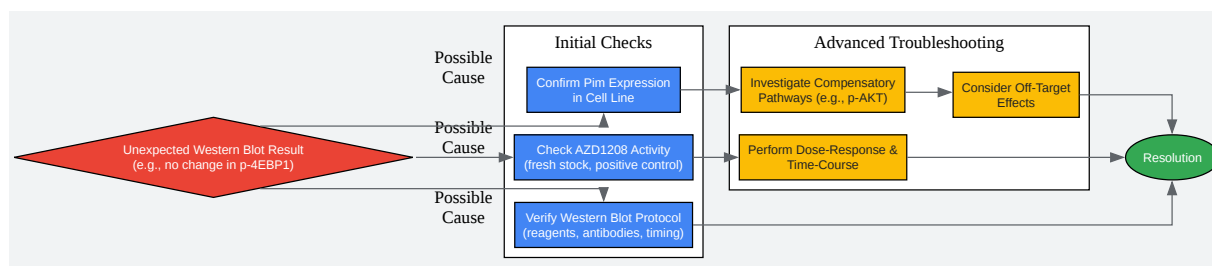 Unexpected Western Blot Result
(e.g., no change in p-4EBP1)
Possible
Cause
Possible
Cause
Possible
Cause
Initial Checks
Confirm Pim Expression
in Cell Line
Check AZD1208 Activity
(fresh stock, positive control)
Verify Western Blot Protocol
(reagents, antibodies, timing)
Advanced Troubleshooting
Investigate Compensatory
Pathways (e.g., p-AKT)
Consider Off-Target
Effects
Perform Dose-Response &
Time-Course
Resolution